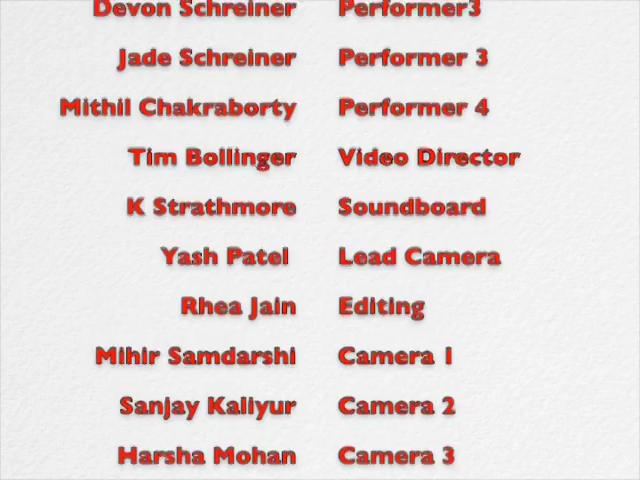 Devon Schreiner Performer3
Jade Schreiner Performer 3
Mithil Chakraborty Performer 4
Tim Bollinger Video Director
K Strathmore Soundboard
Yash Patel Lead Camera
Rhea Jain Editing
Mihir Samdarshi Camera 1
Sanjay Kaliyur Camera 2
Harsha Mohan Camera 3